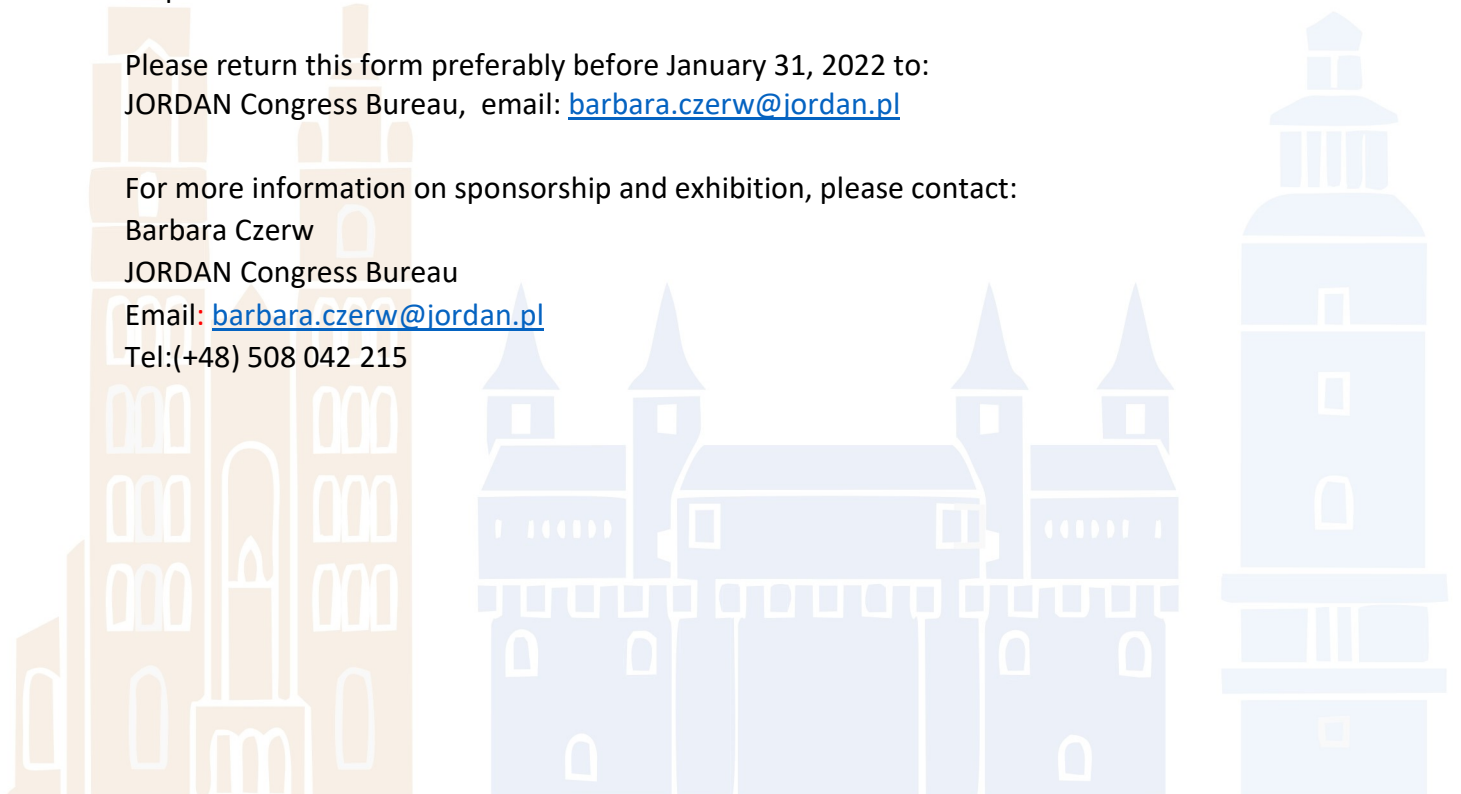 Please return this form preferably before January 31, 2022 to:
JORDAN Congress Bureau,  email: barbara.czerw@jordan.pl
For more information on sponsorship and exhibition, please contact:
Barbara Czerw
JORDAN Congress Bureau
Email: barbara.czerw@jordan.pl
Tel:(+48) 508 042 215